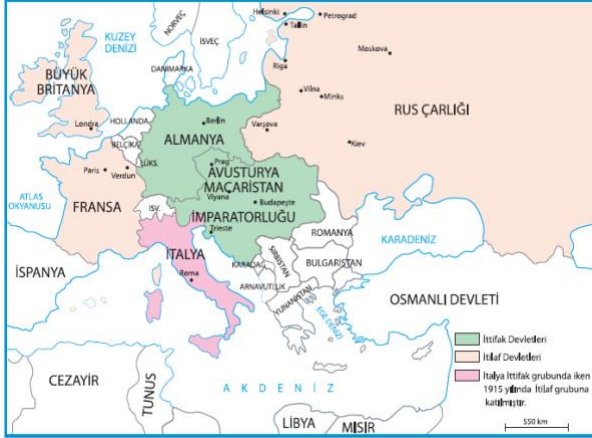 Helsinki
Petrograd
NORVEÇ
Tallin
KUZEY
DENİZİ
İSVEÇ
Moskova
Riga
DANİMARKA
BÜYÜK
BRİTANYA
Vilna
Minks
RUS ÇARLIĞI
HOLLANDA
Berlin
Londra
Varşova
ALMANYA
BELÇİKA
Kiev
LÜKS.
Prag
Paris
Verdun
AVUSTURYA
MACARİSTAN
Viyana
ATLAS
OKYANUSU
FRANSA
İSV.
Budapeşte
İMPARATORLUĞU
Trieste
ROMANYA
KARADENİZ
İTALYA
SIRBİSTAN
İSPANYA
KARADAĞ
BULGARİSTAN
Roma
ARNAVUTLUK
YUNANİSTAN
EGE DENİZİ
OSMANLI DEVLETİ
İttifak Devletleri
İtilaf Devletleri
İtalya İttifak grubunda iken
1915 yılında İtilaf grubuna
katılmıştır.
CEZAYİR
TUNUS
AKDENİZ
LİBYA
MISIR
550 km